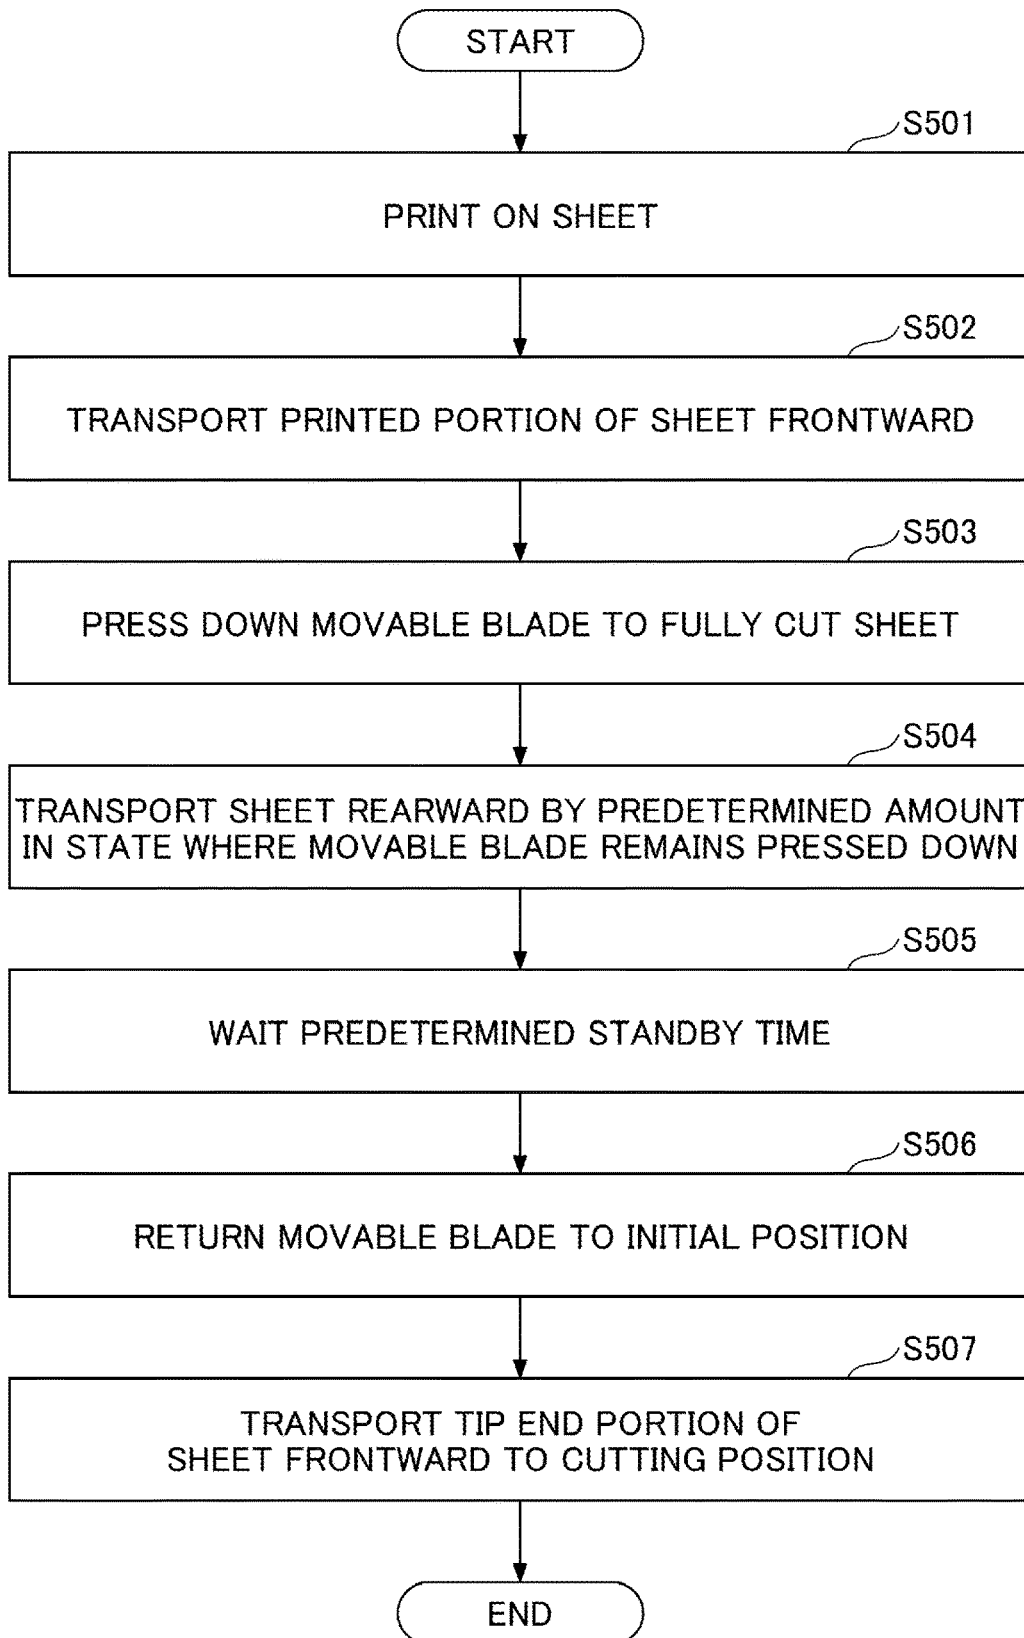 START
S501
PRINT ON SHEET
S502
TRANSPORT PRINTED PORTION OF SHEET FRONTWARD
S503
PRESS DOWN MOVABLE BLADE TO FULLY CUT SHEET
S504
TRANSPORT SHEET REARWARD BY PREDETERMINED AMOUNT
IN STATE WHERE MOVABLE BLADE REMAINS PRESSED DOWN
S505
WAIT PREDETERMINED STANDBY TIME
S506
RETURN MOVABLE BLADE TO INITIAL POSITION
S507
TRANSPORT TIP END PORTION OF
SHEET FRONTWARD TO CUTTING POSITION
END